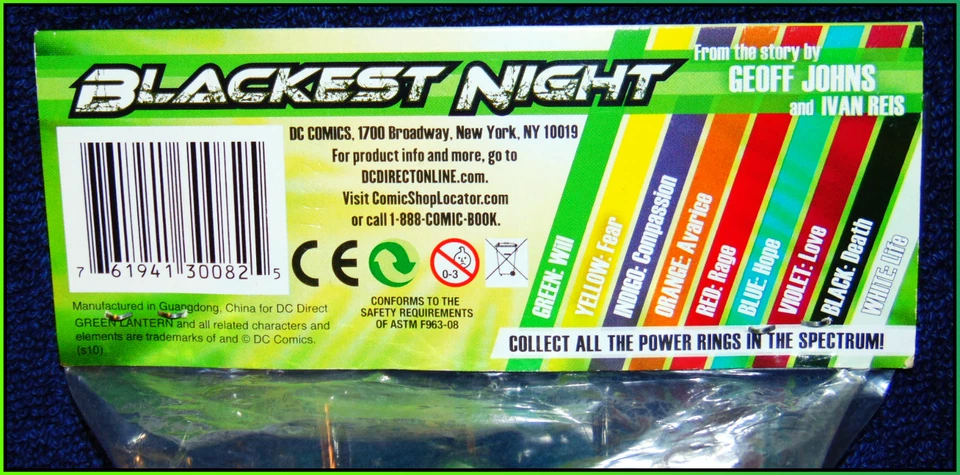 BLACKEST NIGHT
From the story by
GEOFF JOHNS
and IVAN REIS
DC COMICS, 1700 Broadway, New York, NY 10019
For product info and more, go to
DCDIRECTONLINE.com.
Visit ComicShopLocator.com
or call 1-888-COMIC-BOOK.
7 61941 30082 5
CE
0-3
CONFORMS TO THE
SAFETY REQUIREMENTS
OF ASTM F963-08
Manufactured in Guangdong, China for DC Direct
GREEN LANTERN and all related characters and
elements are trademarks of and © DC Comics.
(s10)
GREEN: Will
YELLOW: Fear
INDIGO: Compassion
ORANGE: Avarice
RED: Rage
BLUE: Hope
VIOLET: Love
BLACK: Death
WHITE: Life
COLLECT ALL THE POWER RINGS IN THE SPECTRUM!